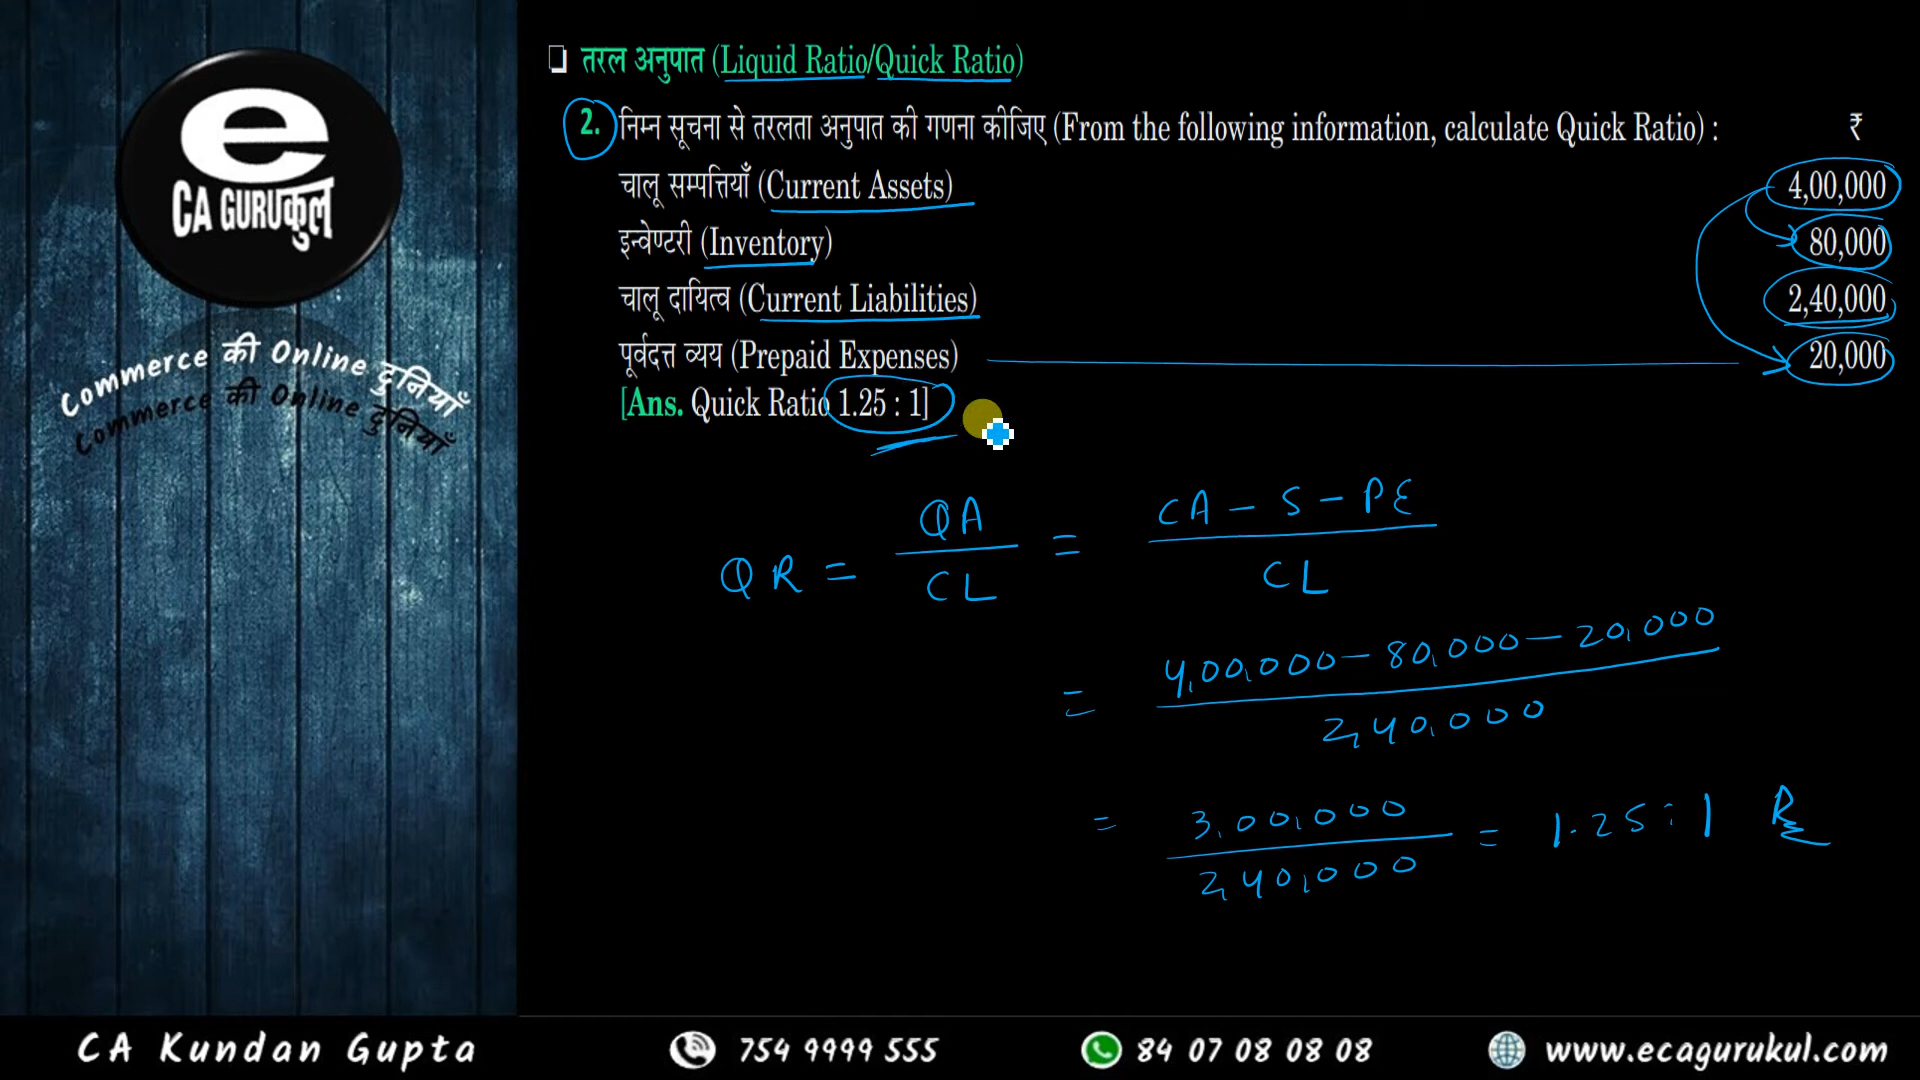 e
CA GURUकुल
Commerce की Online दुनियाँ
Commerce की Online दुनियाँ
❑ तरल अनुपात (Liquid Ratio/Quick Ratio)
2. निम्न सूचना से तरलता अनुपात की गणना कीजिए (From the following information, calculate Quick Ratio) : ₹
चालू सम्पत्तियाँ (Current Assets) 4,00,000
इन्वेण्टरी (Inventory) 80,000
चालू दायित्व (Current Liabilities) 2,40,000
पूर्वदत्त व्यय (Prepaid Expenses) 20,000
[Ans. Quick Ratio 1.25 : 1]
QR = QA / CL = CA - S - PE / CL
= 4,00,000 - 80,000 - 20,000 / 2,40,000
= 3,00,000 / 2,40,000 = 1.25 : 1
CA Kundan Gupta 754 9999 555 84 07 08 08 08 www.ecagurukul.com